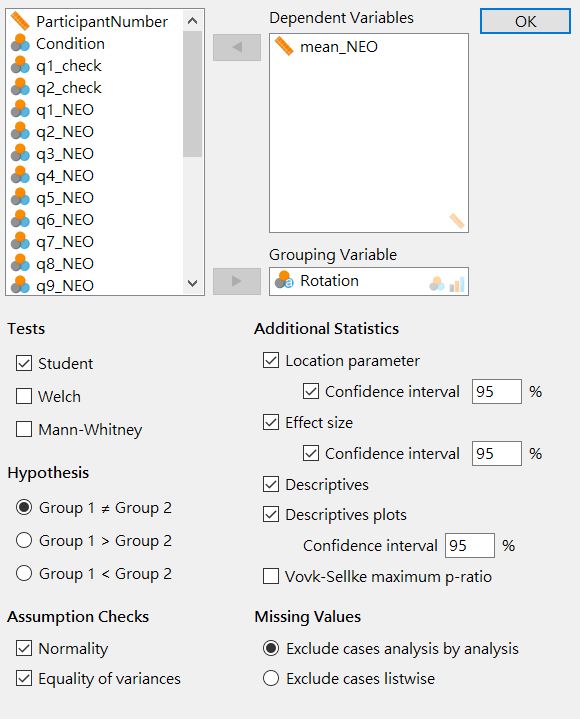 ParticipantNumber
Condition
q1_check
q2_check
q1_NEO
q2_NEO
q3_NEO
q4_NEO
q5_NEO
q6_NEO
q7_NEO
q8_NEO
q9_NEO
Dependent Variables
mean_NEO
OK
Grouping Variable
a Rotation
Tests
Student
Welch
Mann-Whitney
Hypothesis
Group 1 ≠ Group 2
Group 1 > Group 2
Group 1 < Group 2
Assumption Checks
Normality
Equality of variances
Additional Statistics
Location parameter
Confidence interval 95 %
Effect size
Confidence interval 95 %
Descriptives
Descriptives plots
Confidence interval 95 %
Vovk-Sellke maximum p-ratio
Missing Values
Exclude cases analysis by analysis
Exclude cases listwise